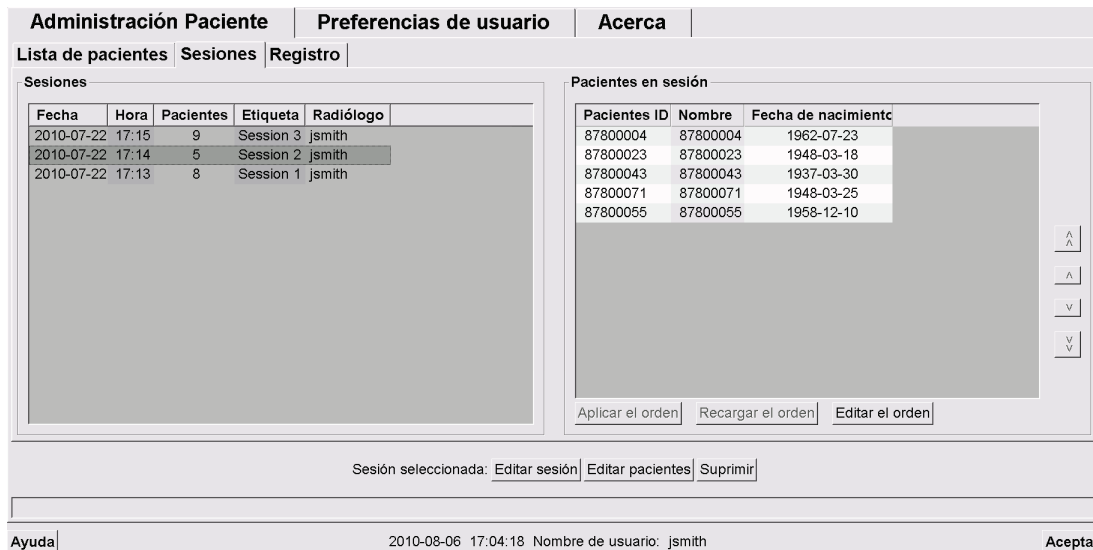 Administración Paciente Preferencias de usuario Acerca
Lista de pacientes Sesiones Registro
Sesiones
Fecha Hora Pacientes Etiqueta Radiólogo
2010-07-22 17:15 9 Session 3 jsmith
2010-07-22 17:14 5 Session 2 jsmith
2010-07-22 17:13 8 Session 1 jsmith
Pacientes en sesión
Pacientes ID Nombre Fecha de nacimiento
87800004 87800004 1962-07-23
87800023 87800023 1948-03-18
87800043 87800043 1937-03-30
87800071 87800071 1948-03-25
87800055 87800055 1958-12-10
Aplicar el orden Recargar el orden Editar el orden
Sesión seleccionada: Editar sesión Editar pacientes Suprimir
Ayuda 2010-08-06 17:04:18 Nombre de usuario: jsmith Acepta